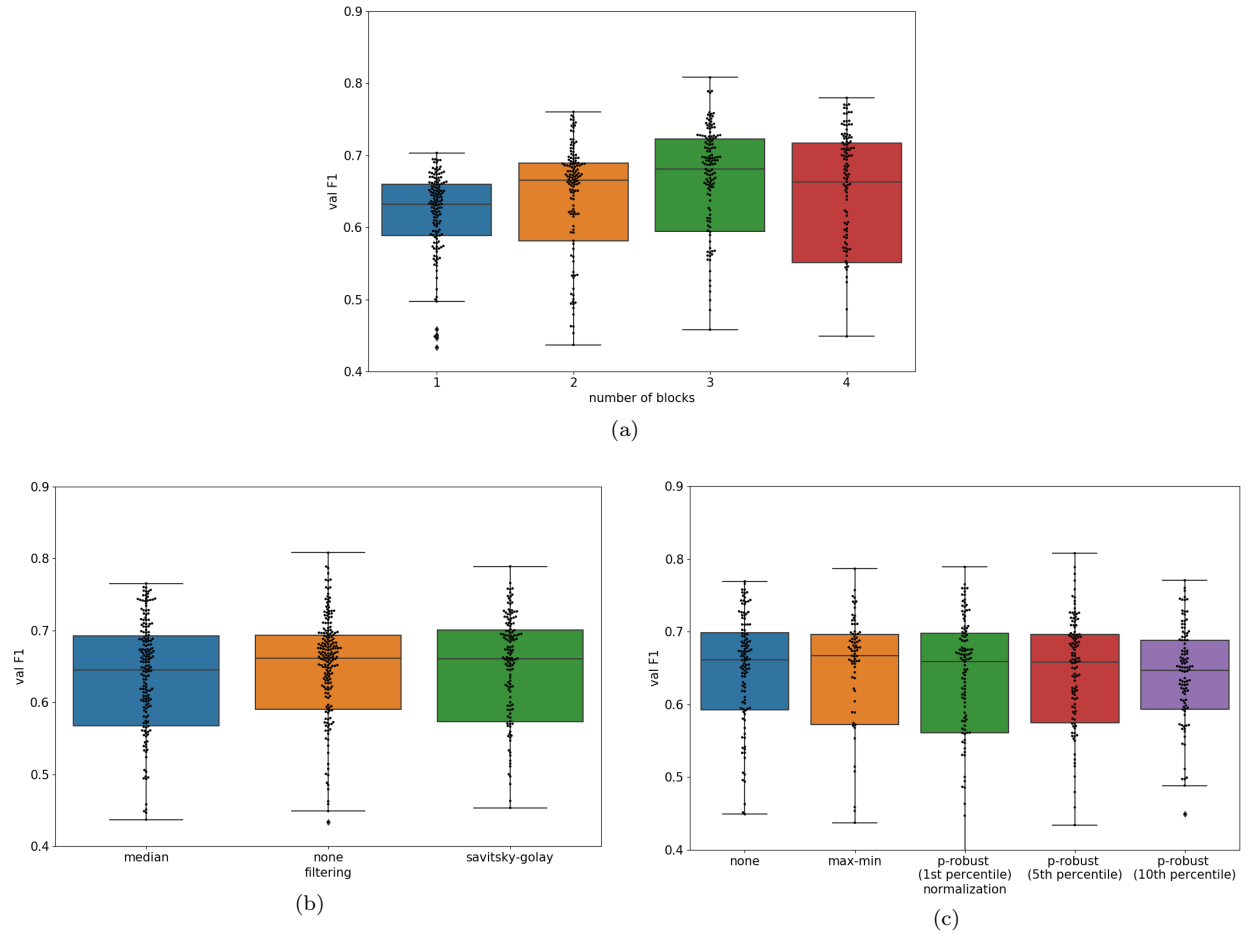 0.9
0.8
0.7
0.6
0.5
0.4
val F1
1 2 3 4
number of blocks
(a)
0.9
0.8
0.7
0.6
0.5
0.4
val F1
median none savitsky-golay
filtering
(b)
0.9
0.8
0.7
0.6
0.5
0.4
val F1
none max-min p-robust p-robust p-robust
(1st percentile) (5th percentile) (10th percentile)
normalization
(c)